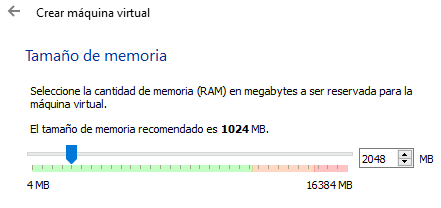 Crear máquina virtual
Tamaño de memoria
Seleccione la cantidad de memoria (RAM) en megabytes a ser reservada para la
máquina virtual.
El tamaño de memoria recomendado es 1024 MB.
2048 MB
4 MB 16384 MB